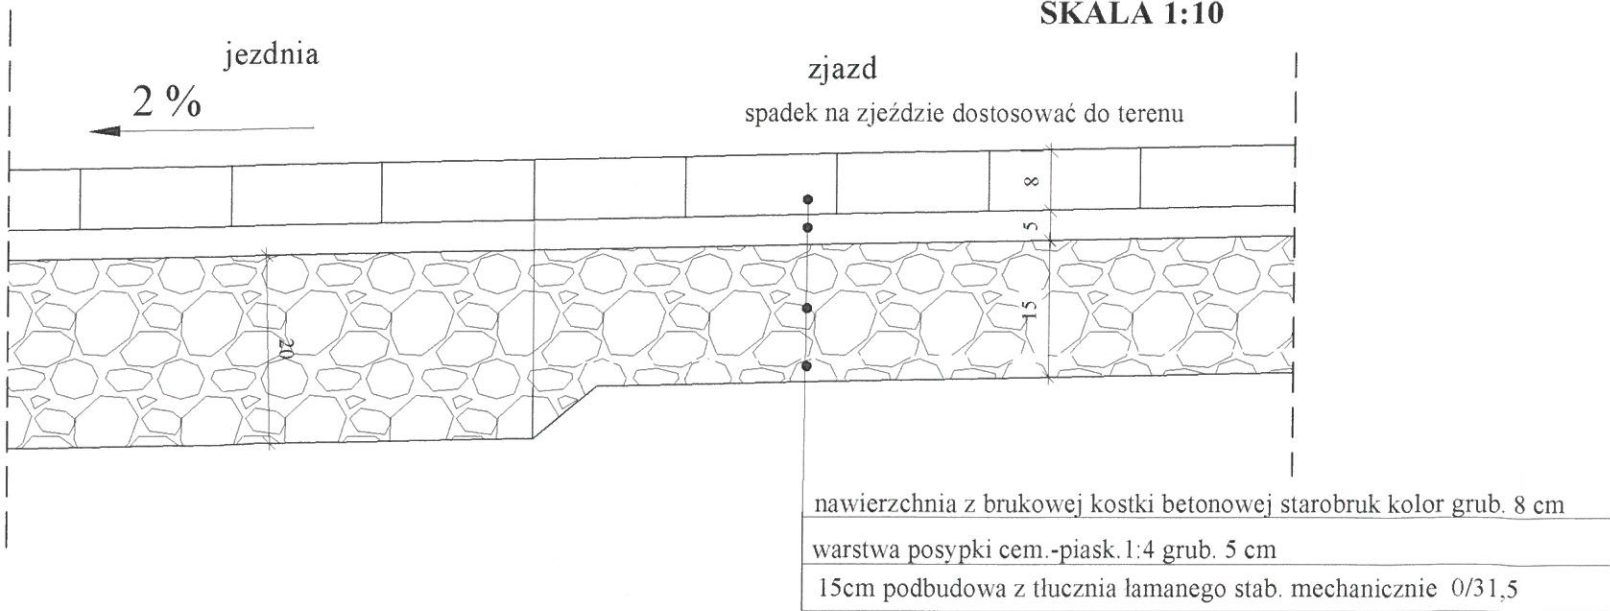 SKALA 1:10
jezdnia
zjazd
2 %
spadek na zjeździe dostosować do terenu
8
5
15
20
nawierzchnia z brukowej kostki betonowej starobruk kolor grub. 8 cm
warstwa posypki cem.-piask.1:4 grub. 5 cm
15cm podbudowa z tłucznia łamanego stab. mechanicznie 0/31,5